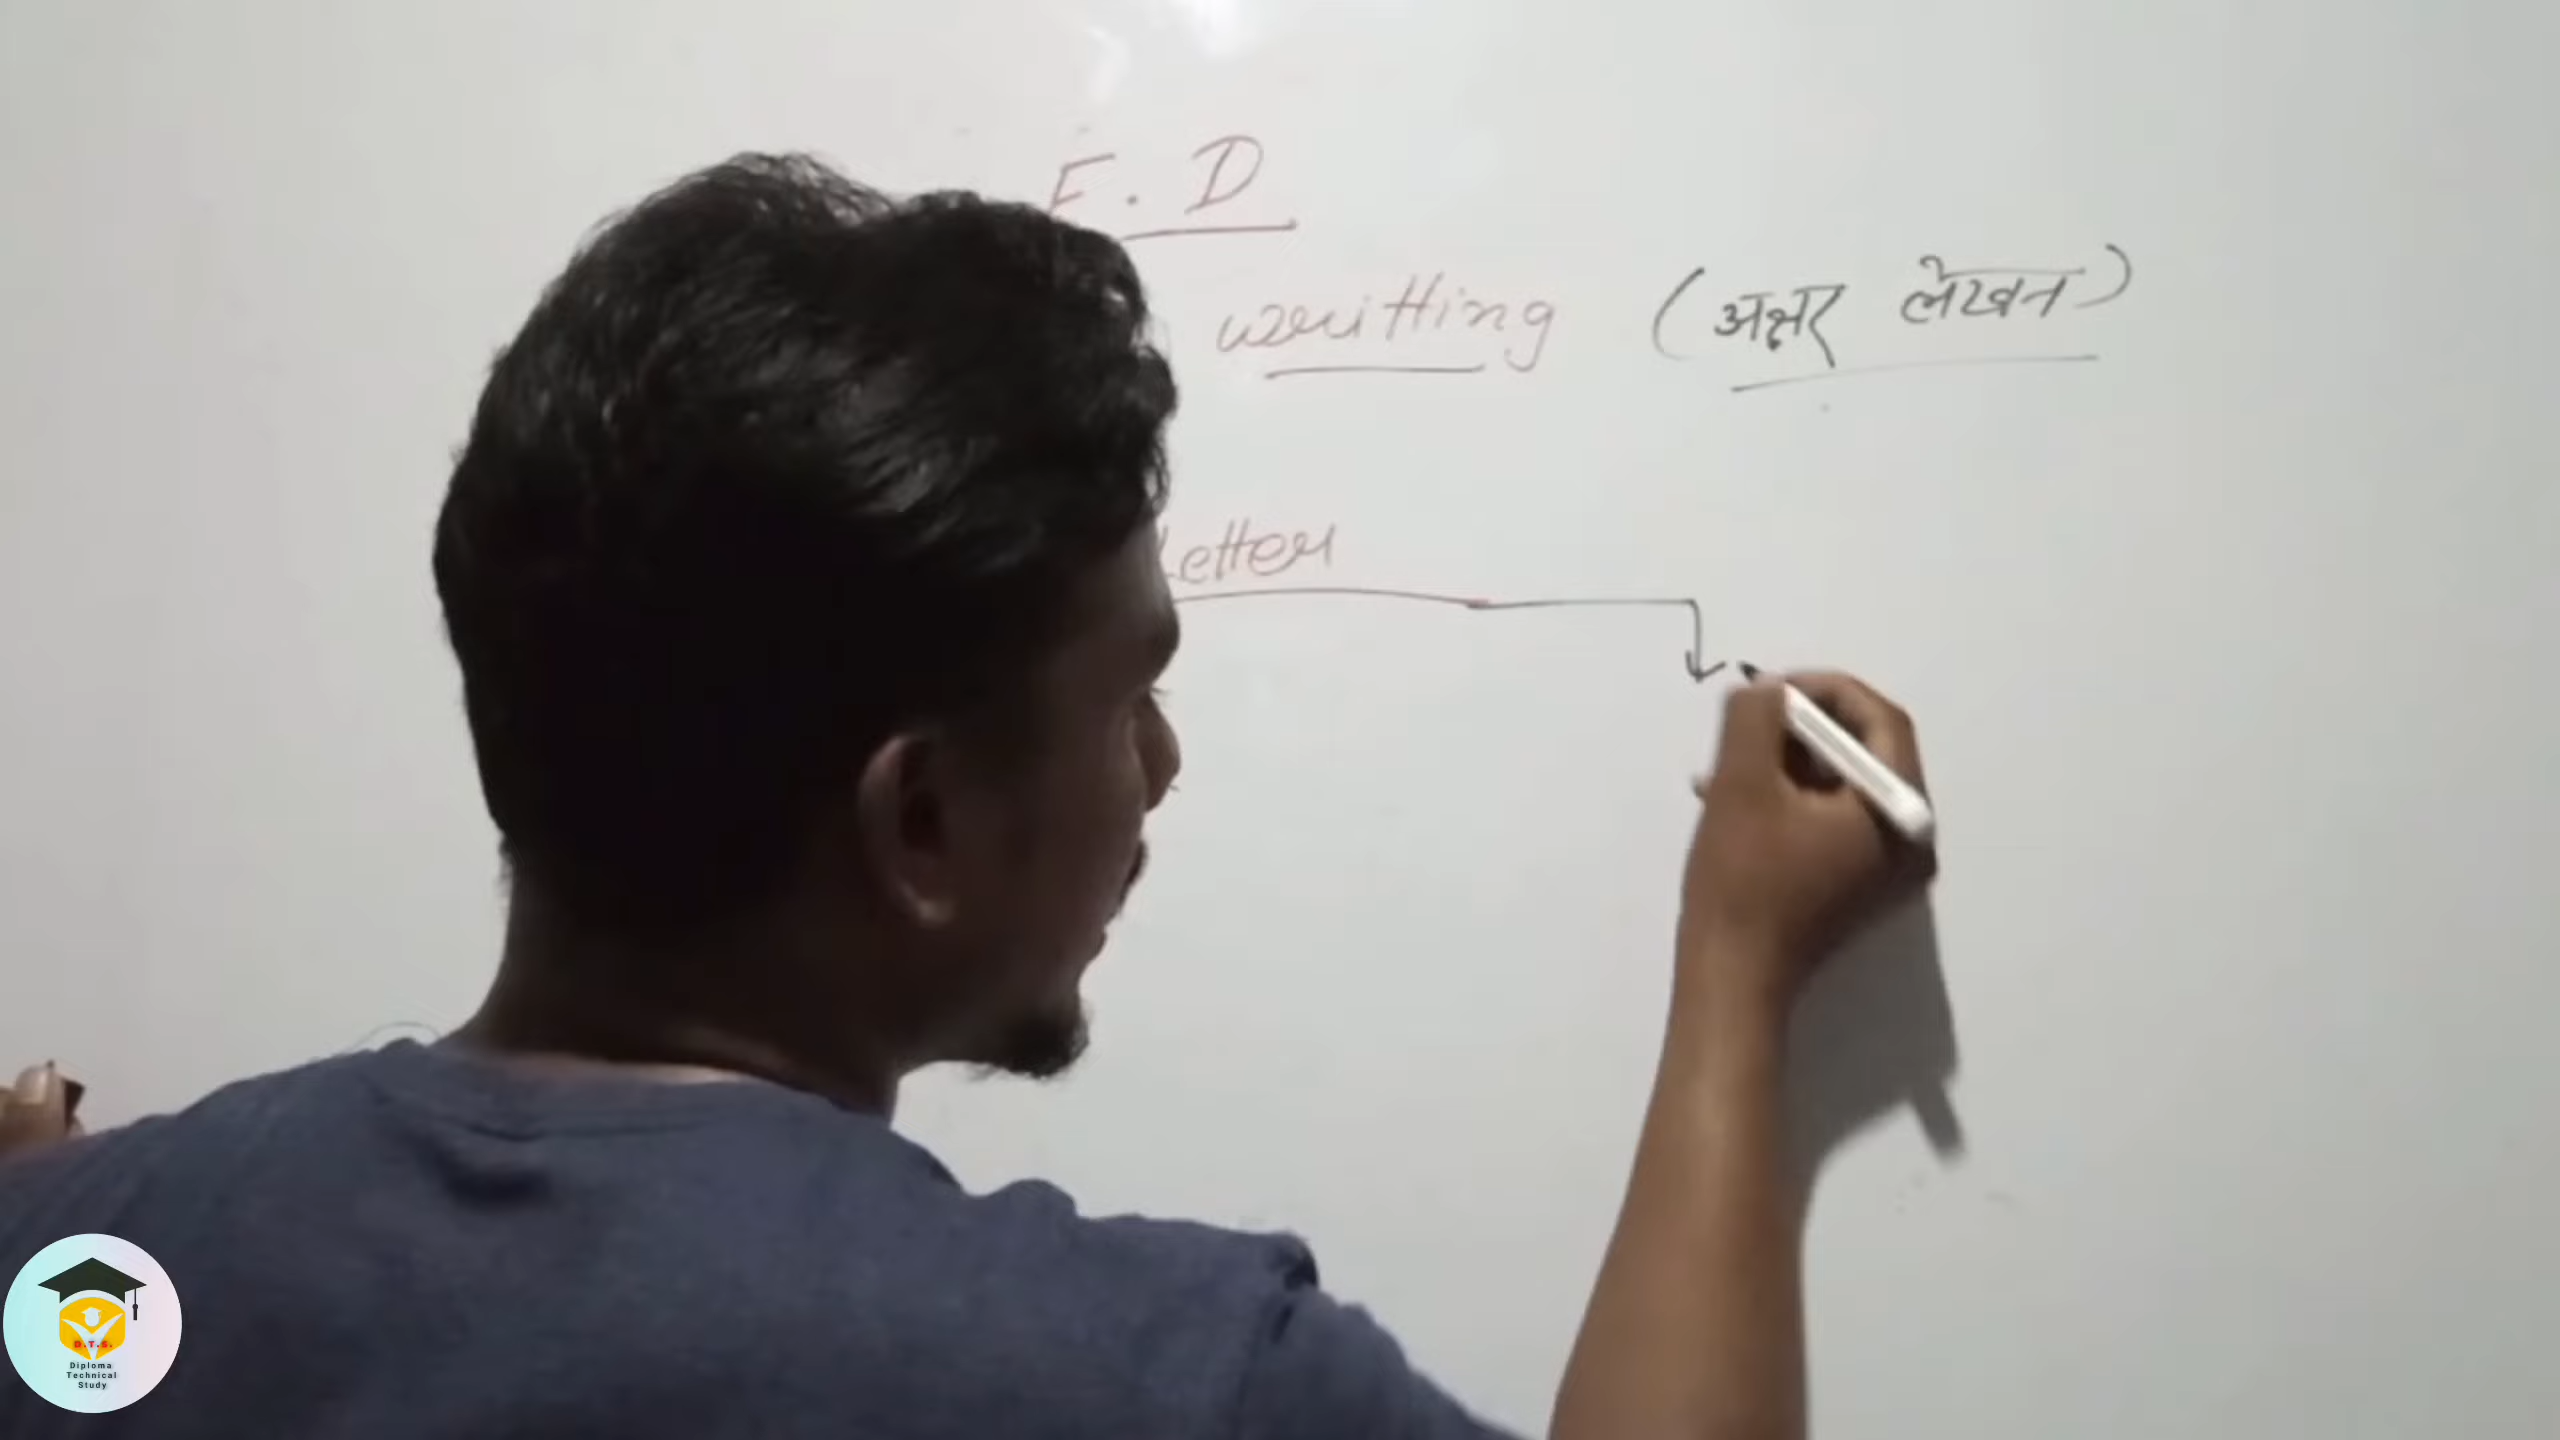 E. D
writting (अक्षर लेखन)
Letter
D.T.S.
Diploma
Technical
Study